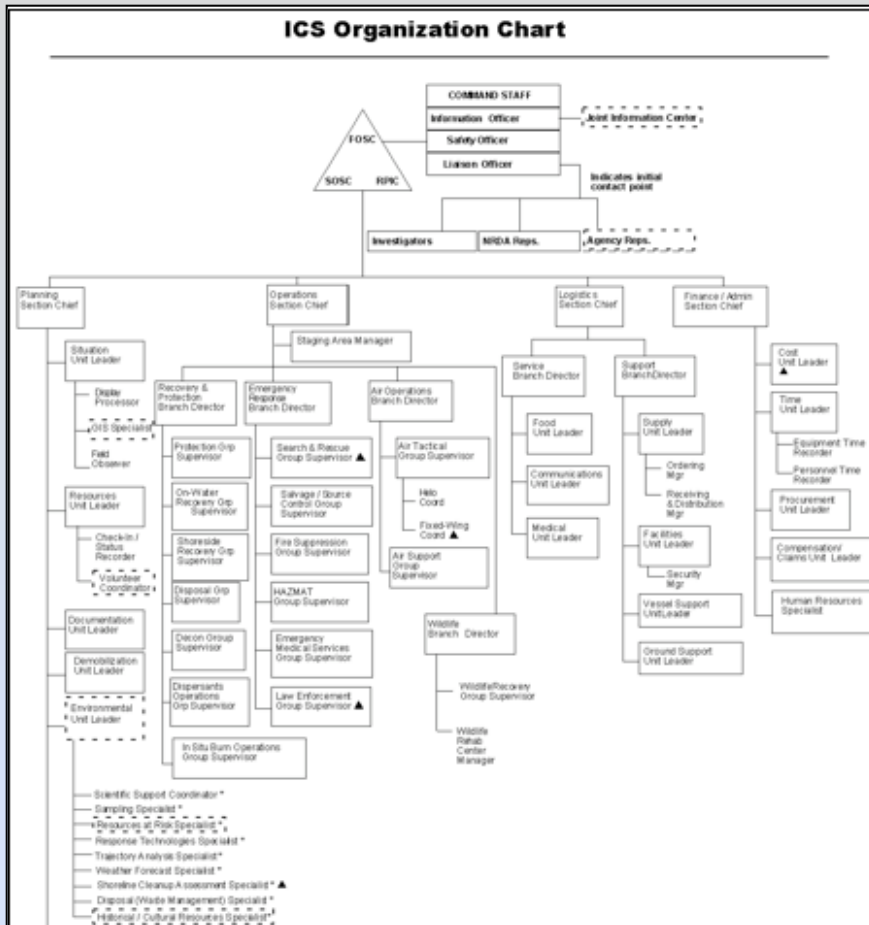 ICS Organization Chart
COMMAND STAFF
Information Officer
Joint Information Center
FOSC
Safety Officer
Liaison Officer
SOSC RPIC
Indicates initial
contact point
Investigators
NRDA Reps.
Agency Reps.
Planning
Section Chief
Operations
Section Chief
Logistics
Section Chief
Finance / Admin
Section Chief
Staging Area Manager
Situation
Unit Leader
Display
Processor
GIS Specialist
Field
Observer
Resources
Unit Leader
Check-In /
Status
Recorder
Volunteer
Coordinator
Documentation
Unit Leader
Demobilization
Unit Leader
Environmental
Unit Leader
Scientific Support Coordinator *
Sampling Specialist *
Resources at Risk Specialist *
Response Technologies Specialist *
Trajectory Analysis Specialist *
Weather Forecast Specialist *
Shoreline Cleanup Assessment Specialist * ▲
Disposal (Waste Management) Specialist *
Historical / Cultural Resources Specialist *
Recovery &
Protection
Branch Director
Protection Grp
Supervisor
On-Water
Recovery Grp
Supervisor
Shoreside
Recovery Grp
Supervisor
Disposal Grp
Supervisor
Decon Group
Supervisor
Dispersants
Operations
Grp Supervisor
In Situ Burn Operations
Group Supervisor
Emergency
Response
Branch Director
Search & Rescue
Group Supervisor ▲
Salvage / Source
Control Group
Supervisor
Fire Suppression
Group Supervisor
HAZMAT
Group Supervisor
Emergency
Medical Services
Group Supervisor
Law Enforcement
Group Supervisor ▲
Air Operations
Branch Director
Air Tactical
Group Supervisor
Helo
Coord
Fixed-Wing
Coord ▲
Air Support
Group
Supervisor
Wildlife
Branch Director
Wildlife Recovery
Group Supervisor
Wildlife
Rehab
Center
Manager
Service
Branch Director
Food
Unit Leader
Communications
Unit Leader
Medical
Unit Leader
Support
BranchDirector
Supply
Unit Leader
Ordering
Mgr
Receiving
& Distribution
Mgr
Facilities
Unit Leader
Security
Mgr
Vessel Support
UnitLeader
Ground Support
Unit Leader
Cost
Unit Leader
▲
Time
Unit Leader
Equipment Time
Recorder
Personnel Time
Recorder
Procurement
Unit Leader
Compensation/
Claims Unit Leader
Human Resources
Specialist